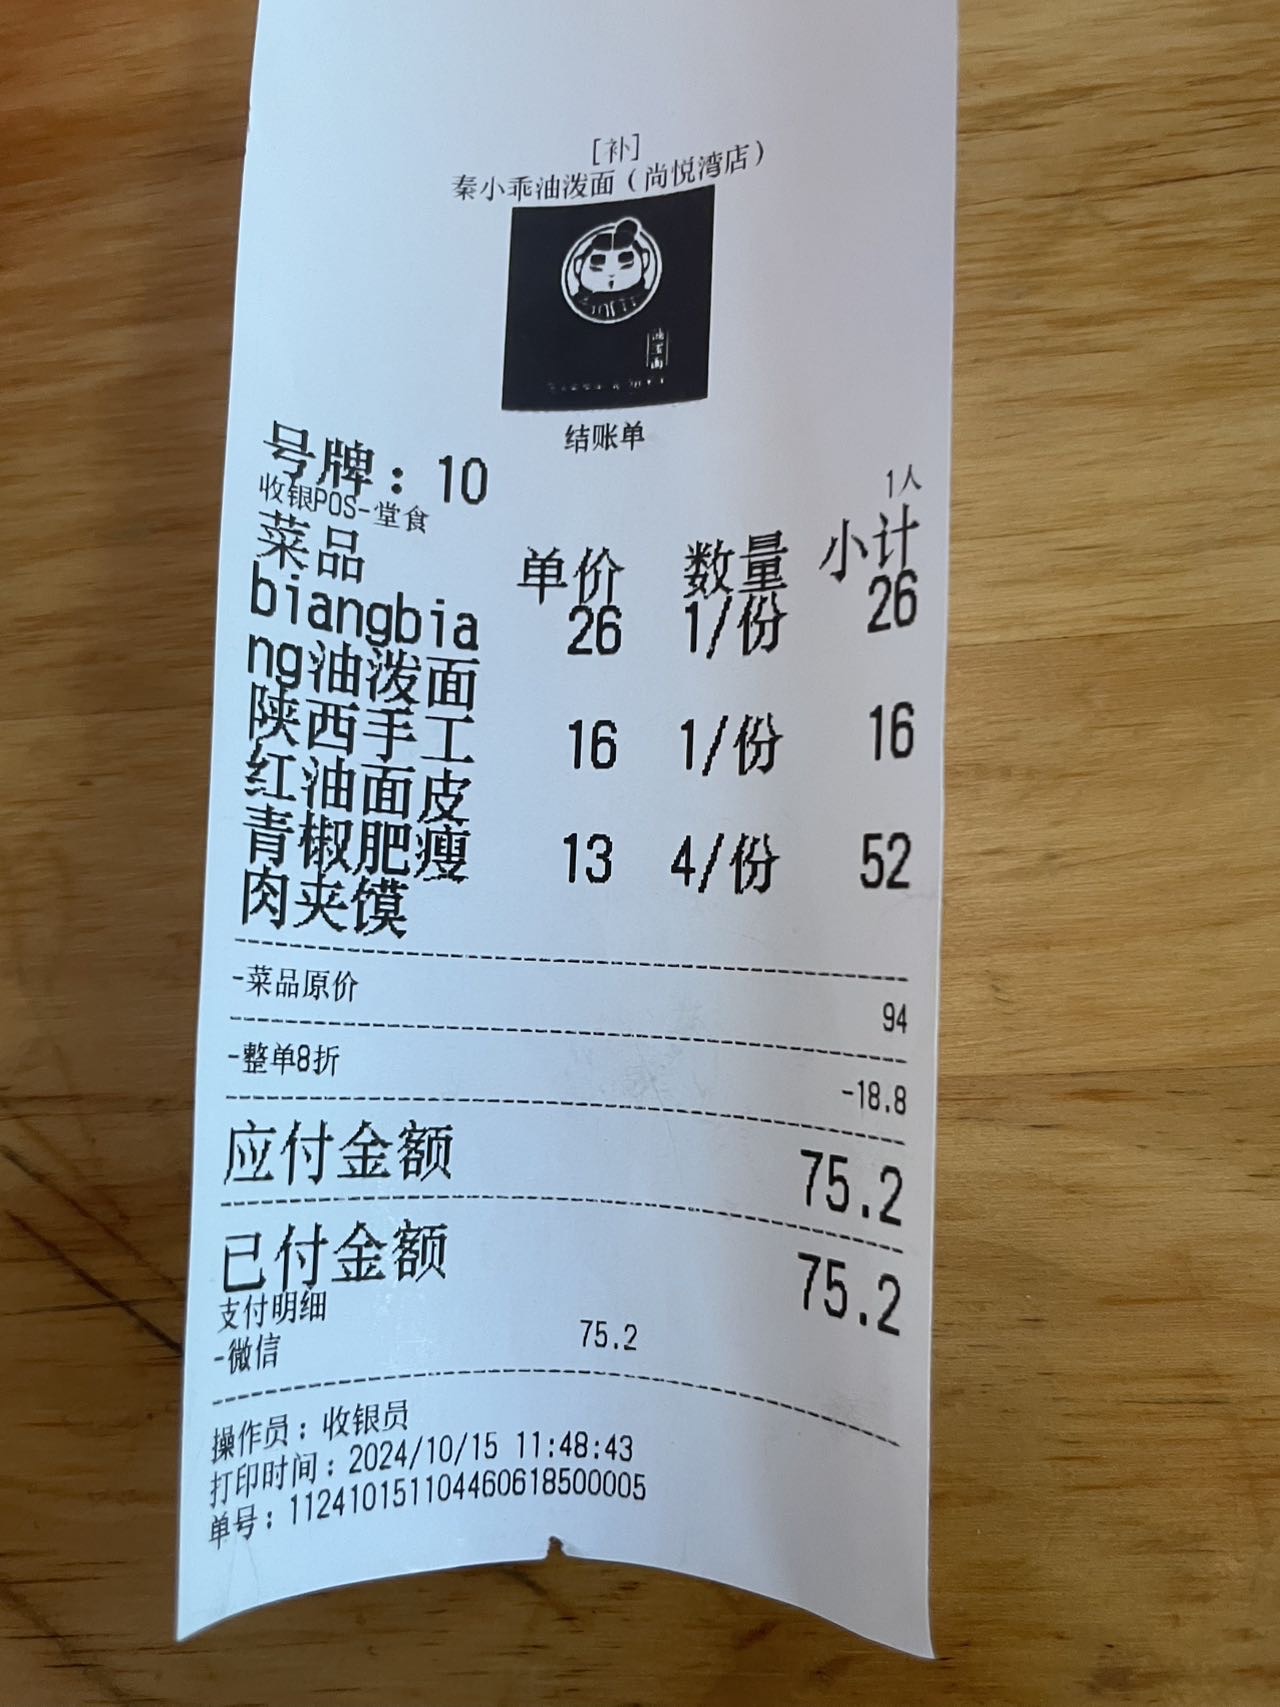 [补]
秦小乖油泼面（尚悦湾店）
结账单
号牌：10
1人
收银POS-堂食
菜品 单价 数量 小计
biangbia 26 1/份 26
ng油泼面
陕西手工 16 1/份 16
红油面皮
青椒肥瘦 13 4/份 52
肉夹馍
-菜品原价 94
-整单8折 -18.8
应付金额 75.2
已付金额 75.2
支付明细
-微信 75.2
操作员：收银员
打印时间：2024/10/15 11:48:43
单号：112410151104460618500005